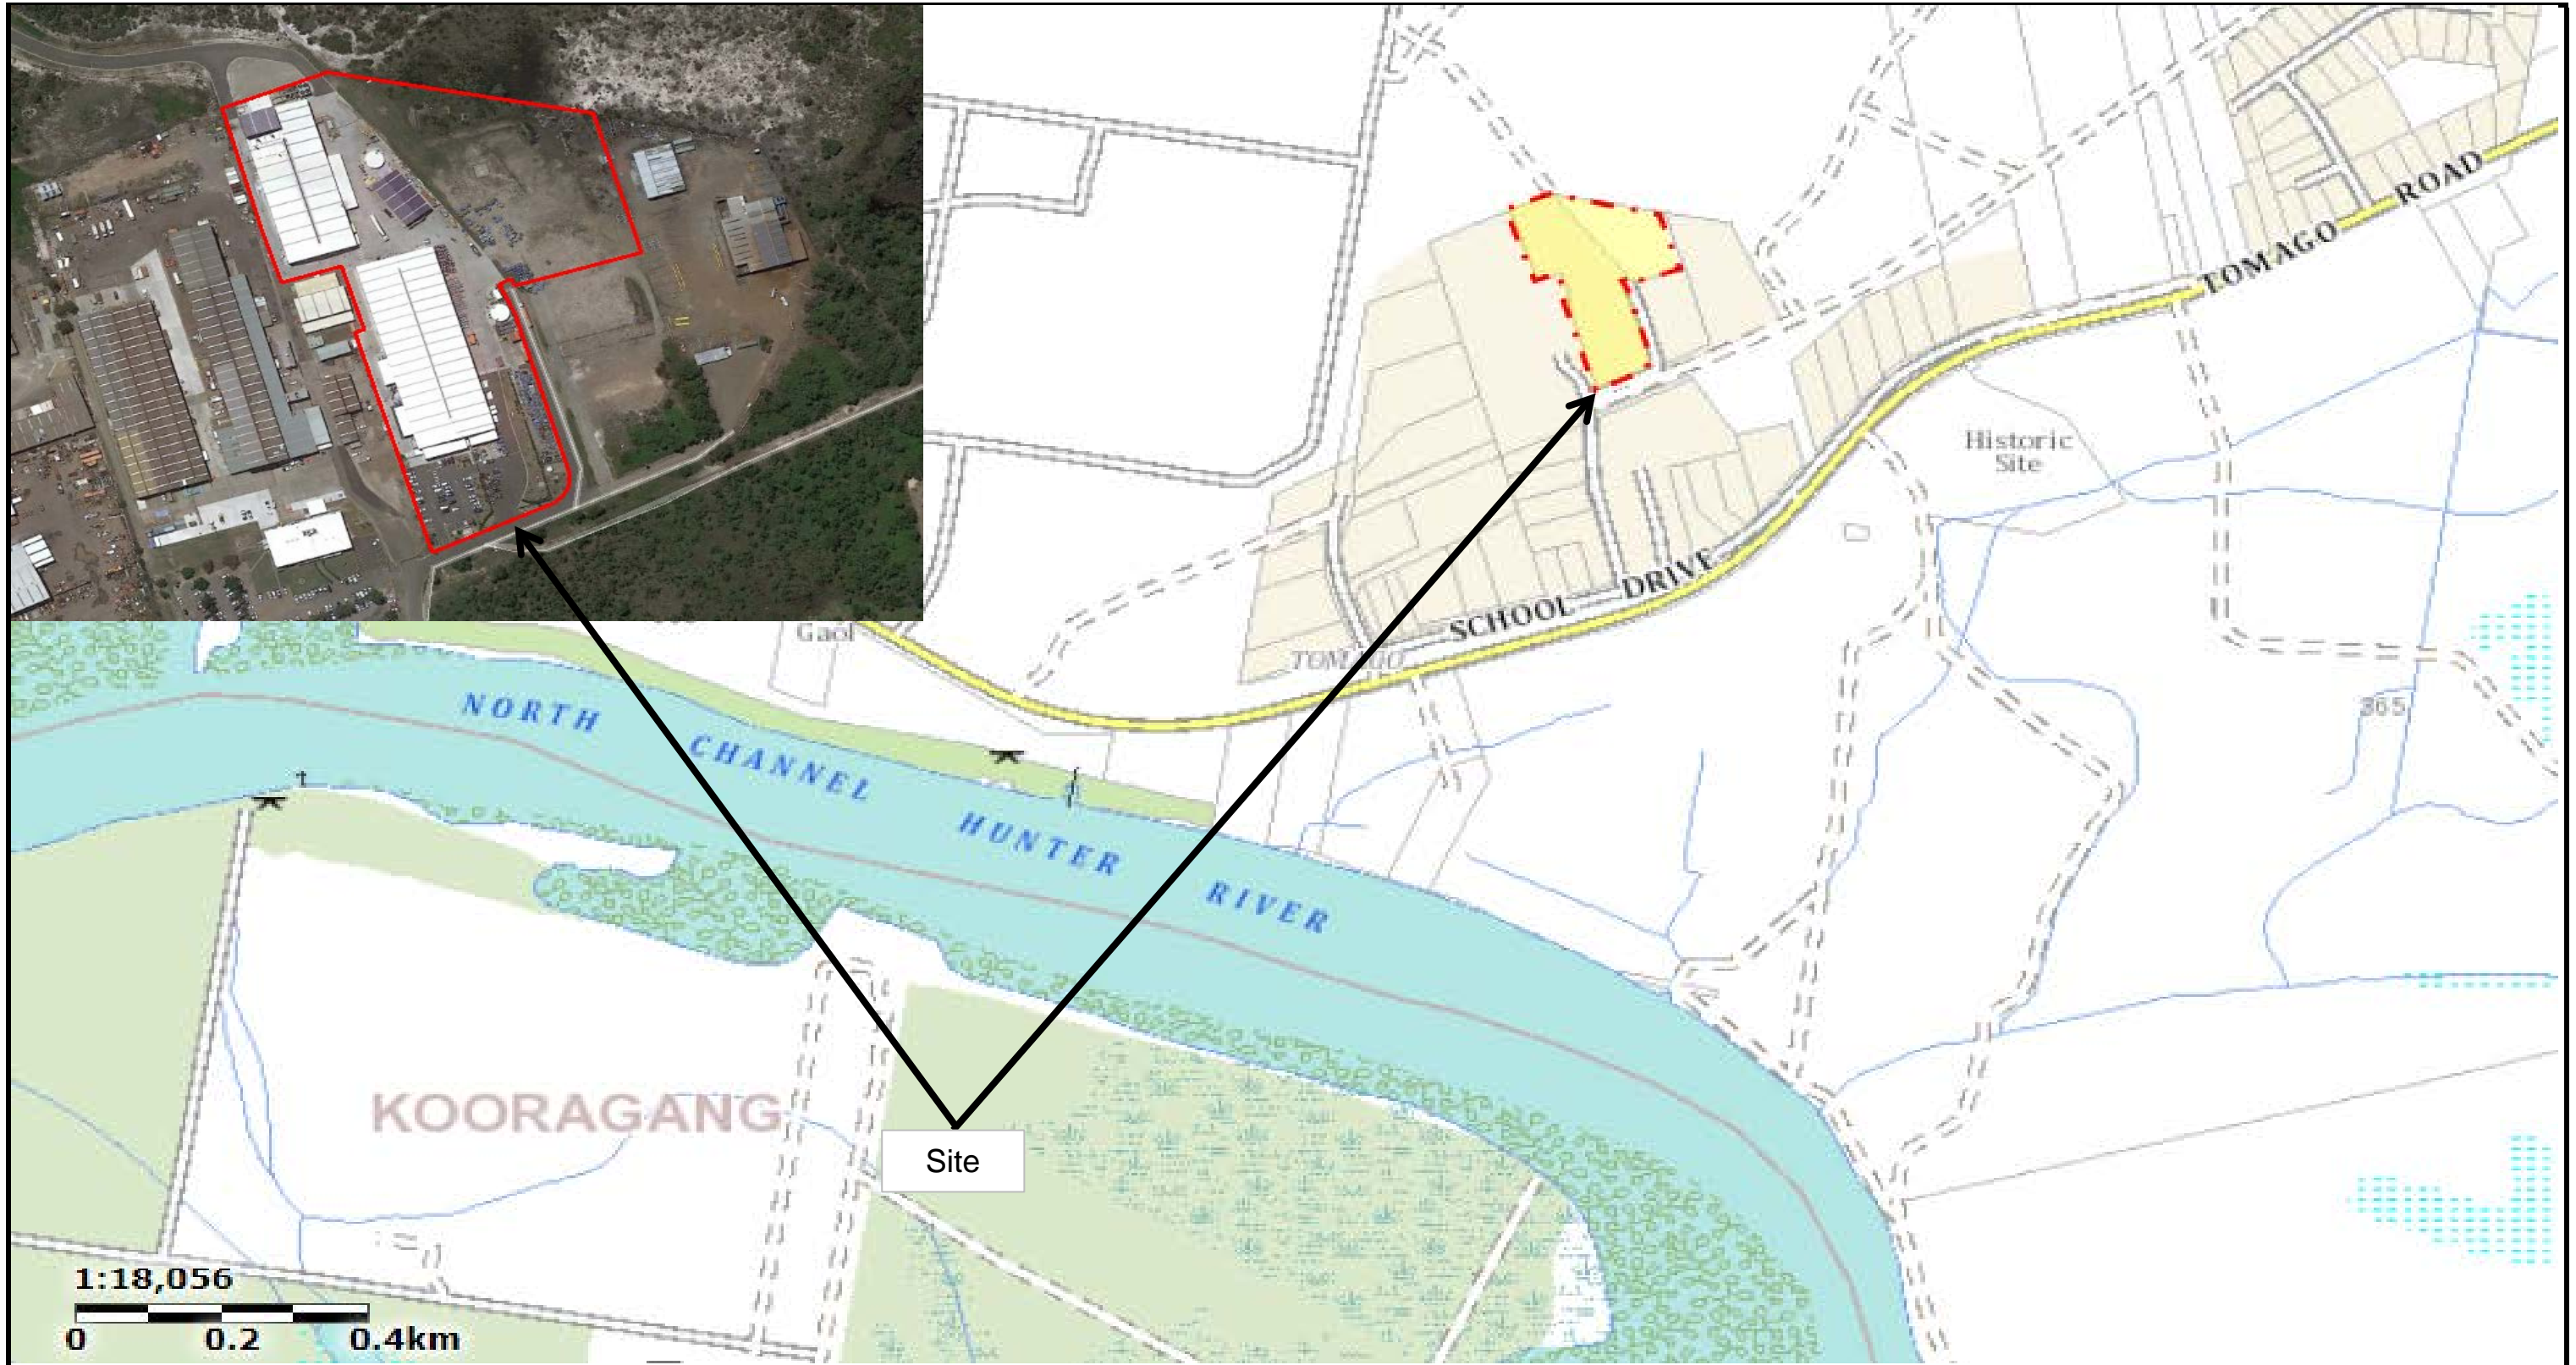 TOMAGO ROAD
Historic
Site
SCHOOL DRIVE
TOMAGO
Gaol
365
NORTH CHANNEL HUNTER RIVER
KOORAGANG
Site
1:18,056
0 0.2 0.4km